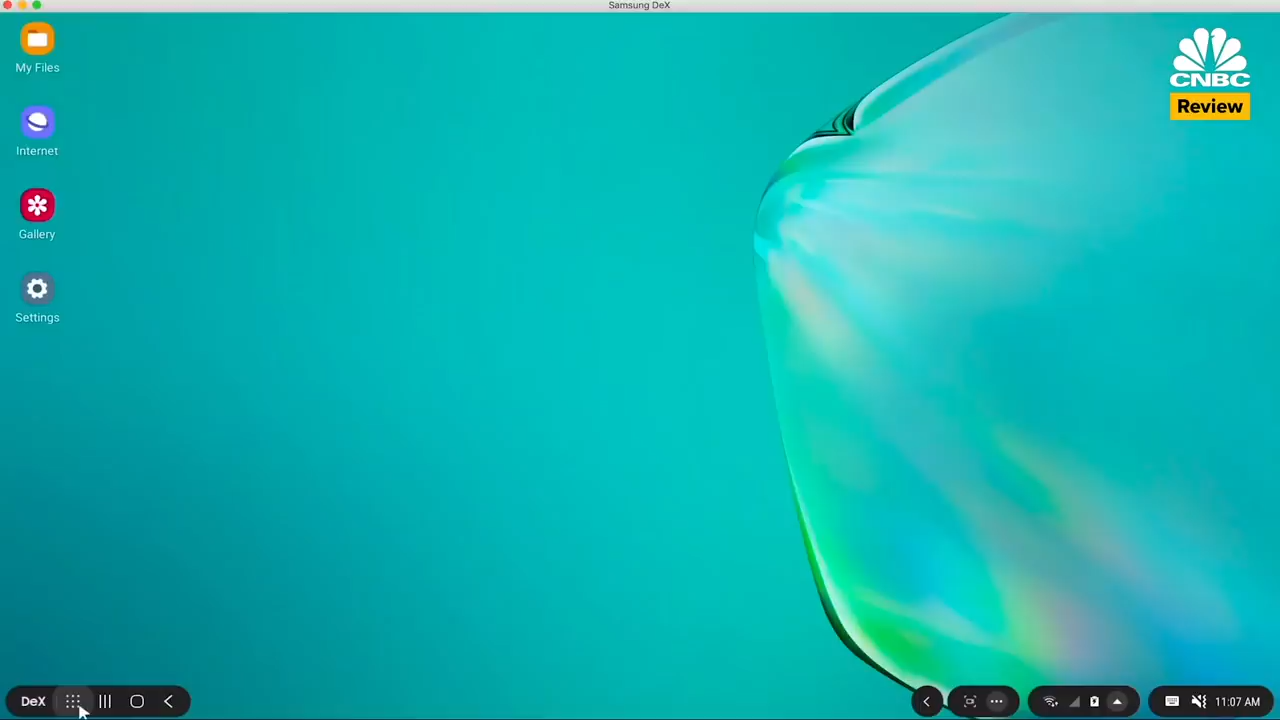 Samsung DeX
My Files
Internet
Gallery
Settings
CNBC
Review
DeX
11:07 AM